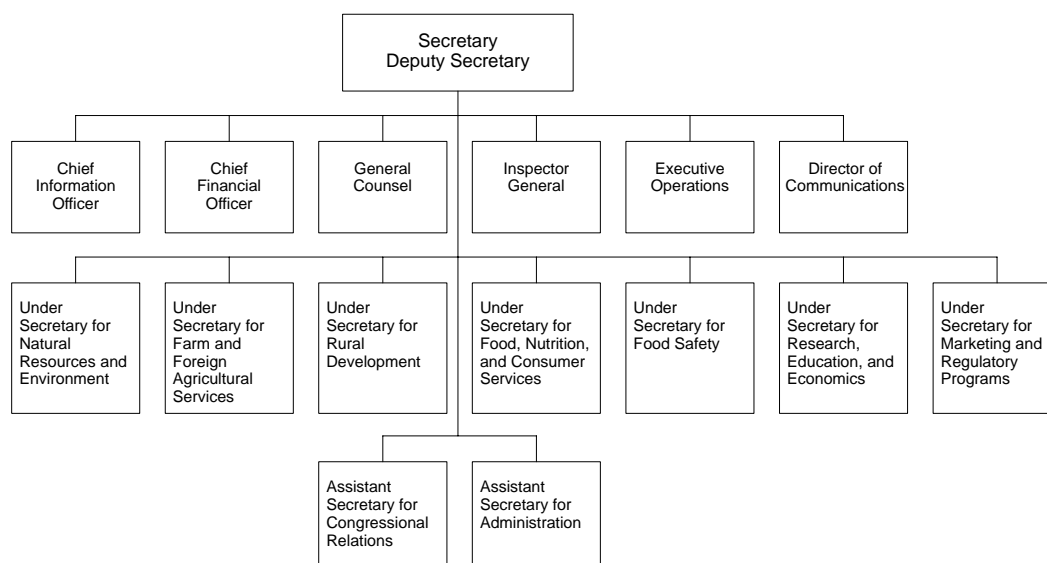 Secretary
Deputy Secretary
Chief
Information
Officer
Chief
Financial
Officer
General
Counsel
Inspector
General
Executive
Operations
Director of
Communications
Under
Secretary for
Natural
Resources and
Environment
Under
Secretary for
Farm and
Foreign
Agricultural
Services
Under
Secretary for
Rural
Development
Under
Secretary for
Food, Nutrition,
and Consumer
Services
Under
Secretary for
Food Safety
Under
Secretary for
Research,
Education, and
Economics
Under
Secretary for
Marketing and
Regulatory
Programs
Assistant
Secretary for
Congressional
Relations
Assistant
Secretary for
Administration